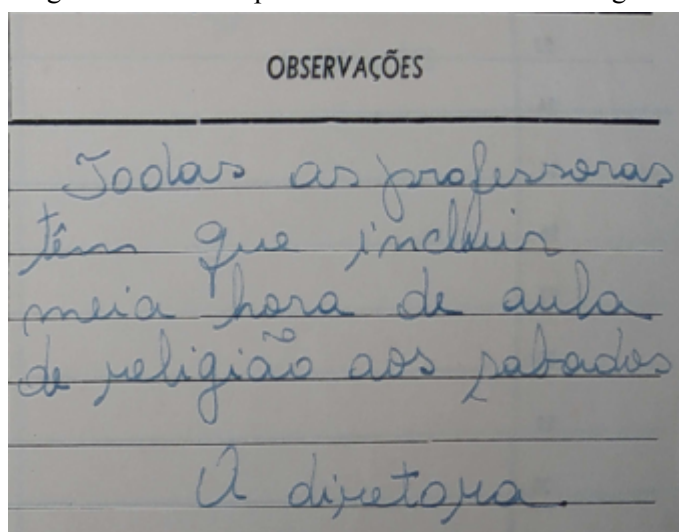 OBSERVAÇÕES
Todas as professoras
têm que incluir
meia hora de aula
de religião aos sabados
A diretora.